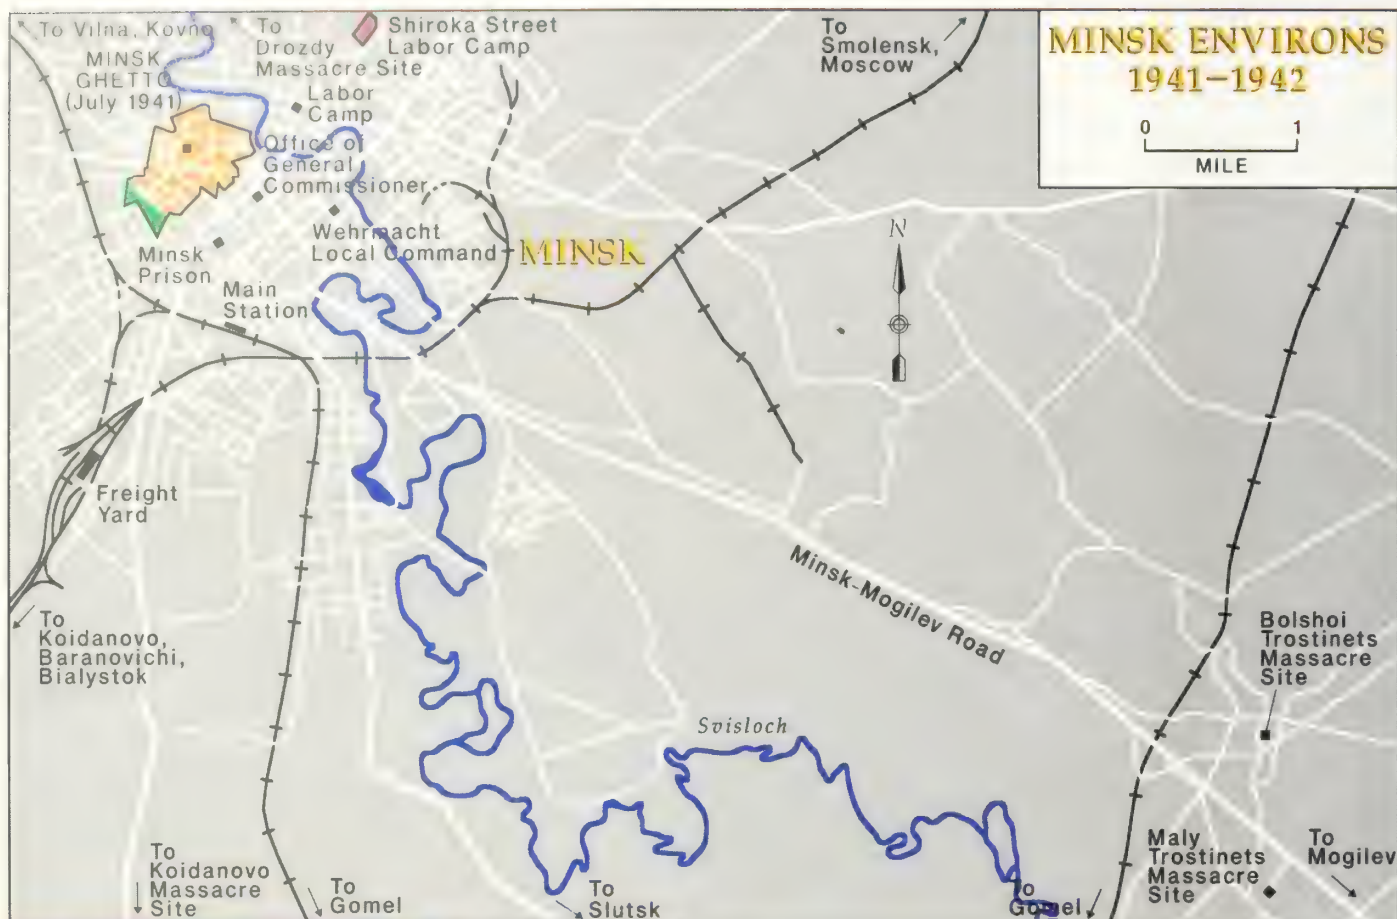 To Vilna, Kovno
MINSK
GHETTO
(July 1941)
To
Drozdy
Massacre Site
Shiroka Street
Labor Camp
Labor
Camp
Office of
General
Commissioner
Wehrmacht
Local Command
Minsk
Prison
Main
Station
MINSK
To
Smolensk,
Moscow
MINSK ENVIRONS
1941–1942
0 1
MILE
N
Freight
Yard
To
Koidanovo,
Baranovichi,
Bialystok
Minsk-Mogilev Road
Bolshoi
Trostinets
Massacre
Site
Svisloch
To
Koidanovo
Massacre
Site
To
Gomel
To
Slutsk
To
Gomel
Maly
Trostinets
Massacre
Site
To
Mogilev